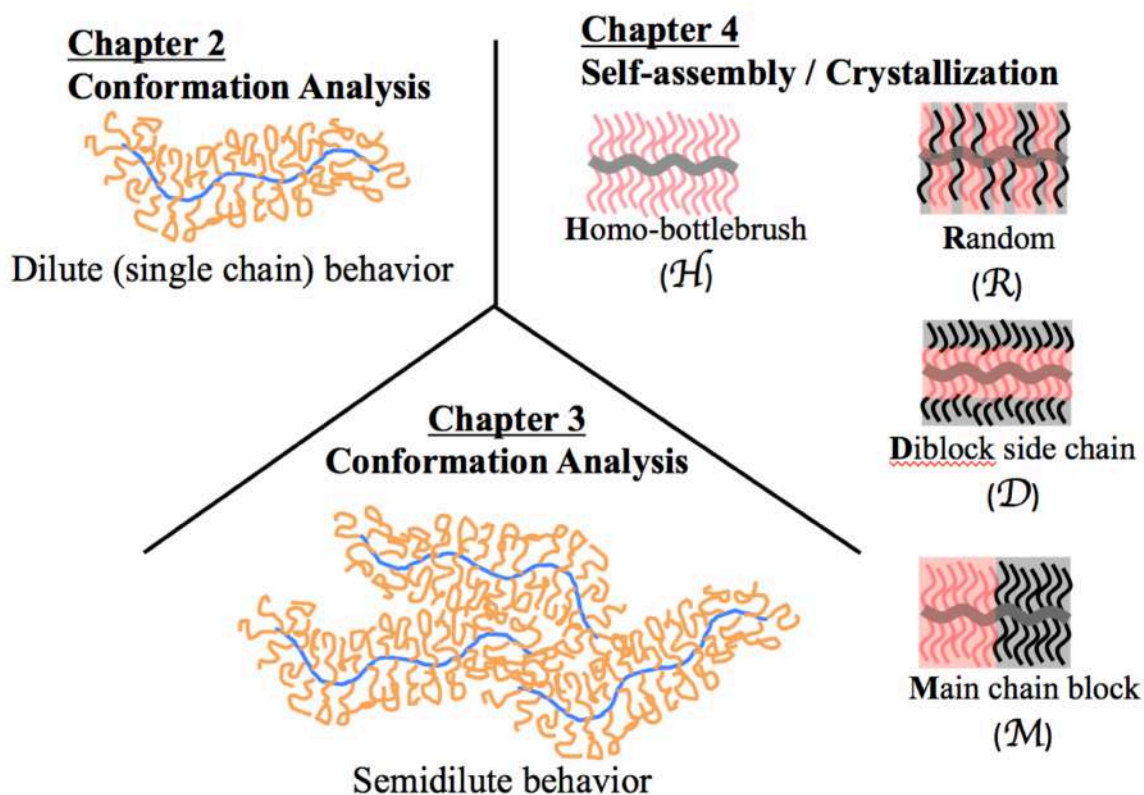 Chapter 2
Conformation Analysis
Dilute (single chain) behavior
Chapter 4
Self-assembly / Crystallization
Homo-bottlebrush
(ℋ)
Random
(ℛ)
Diblock side chain
(𝒟)
Main chain block
(ℳ)
Chapter 3
Conformation Analysis
Semidilute behavior